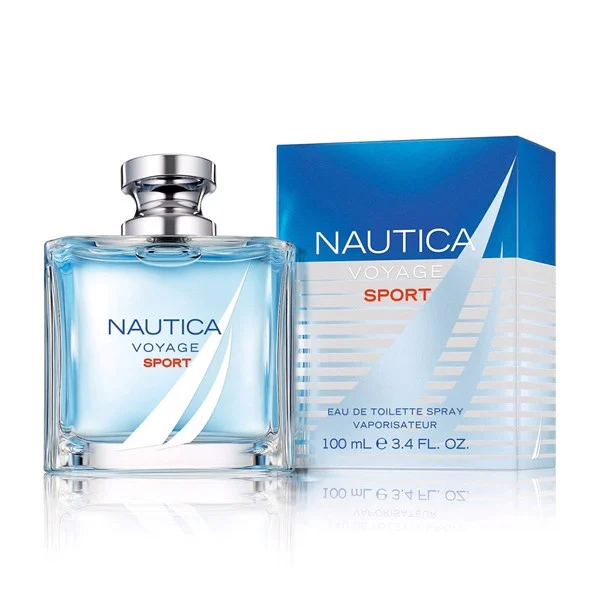 NAUTICA
VOYAGE
SPORT
NAUTICA
VOYAGE
SPORT
EAU DE TOILETTE SPRAY
VAPORISATEUR
100 mL ℮ 3.4 FL. OZ.